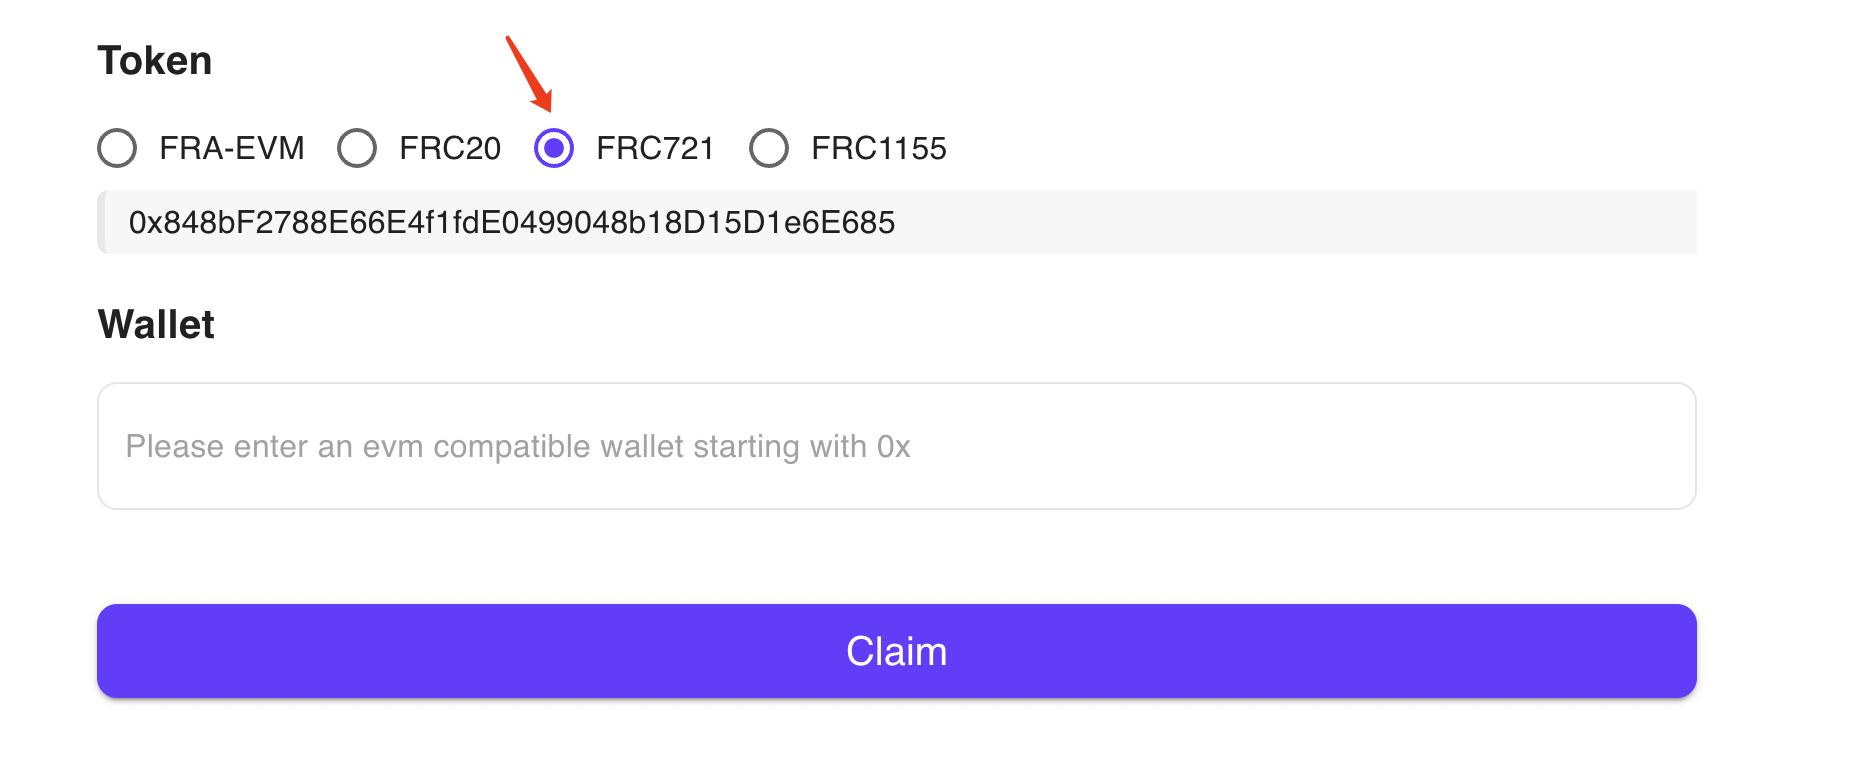 Token
FRA-EVM FRC20 FRC721 FRC1155
0x848bF2788E66E4f1fdE0499048b18D15D1e6E685
Wallet
Please enter an evm compatible wallet starting with 0x
Claim